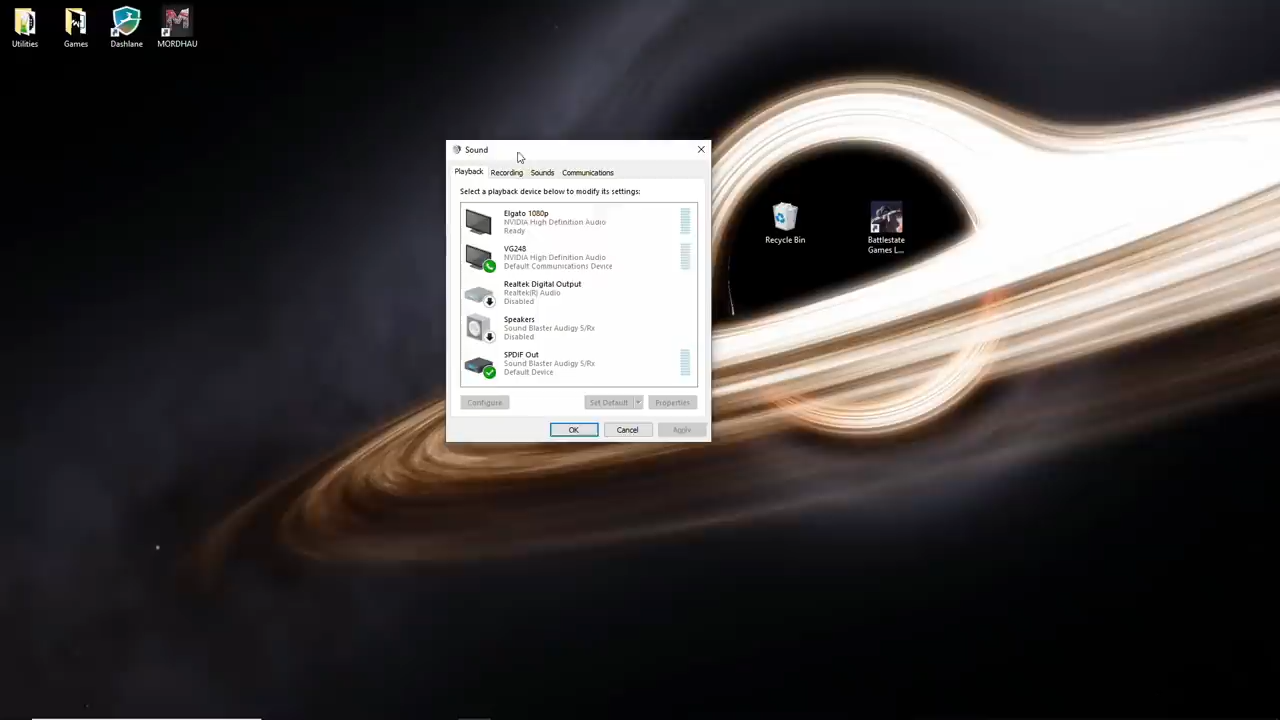 Utilities
Games
Dashlane
MORDHAU
Sound
Playback
Recording
Sounds
Communications
Select a playback device below to modify its settings:
Elgato 1080p
NVIDIA High Definition Audio
Ready
VG248
NVIDIA High Definition Audio
Default Communications Device
Realtek Digital Output
Realtek(R) Audio
Disabled
Speakers
Sound Blaster Audigy 5/Rx
Disabled
SPDIF Out
Sound Blaster Audigy 5/Rx
Default Device
Configure
Set Default
Properties
OK
Cancel
Apply
Recycle Bin
Battlestate
Games L...